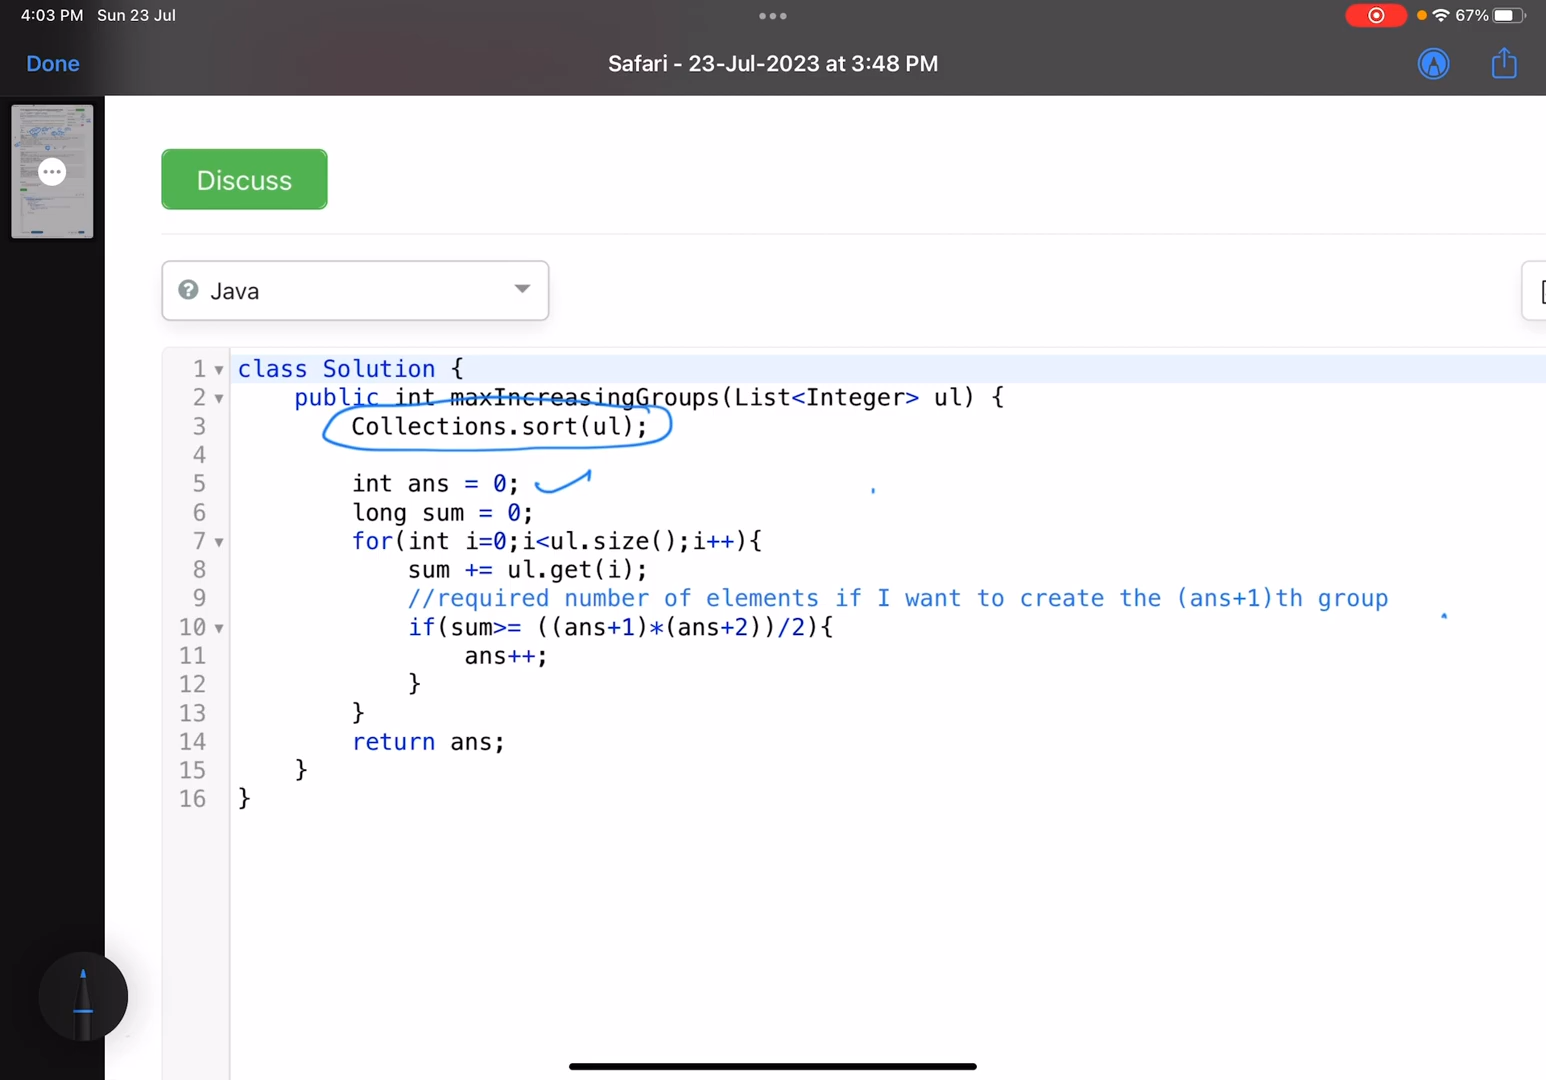 4:03 PM Sun 23 Jul
67%
Done
Safari - 23-Jul-2023 at 3:48 PM
Discuss
Java
1 class Solution {
2 public int maxIncreasingGroups(List<Integer> ul) {
3 Collections.sort(ul);
4
5 int ans = 0;
6 long sum = 0;
7 for(int i=0;i<ul.size();i++){
8 sum += ul.get(i);
9 //required number of elements if I want to create the (ans+1)th group
10 if(sum>= ((ans+1)*(ans+2))/2){
11 ans++;
12 }
13 }
14 return ans;
15 }
16 }